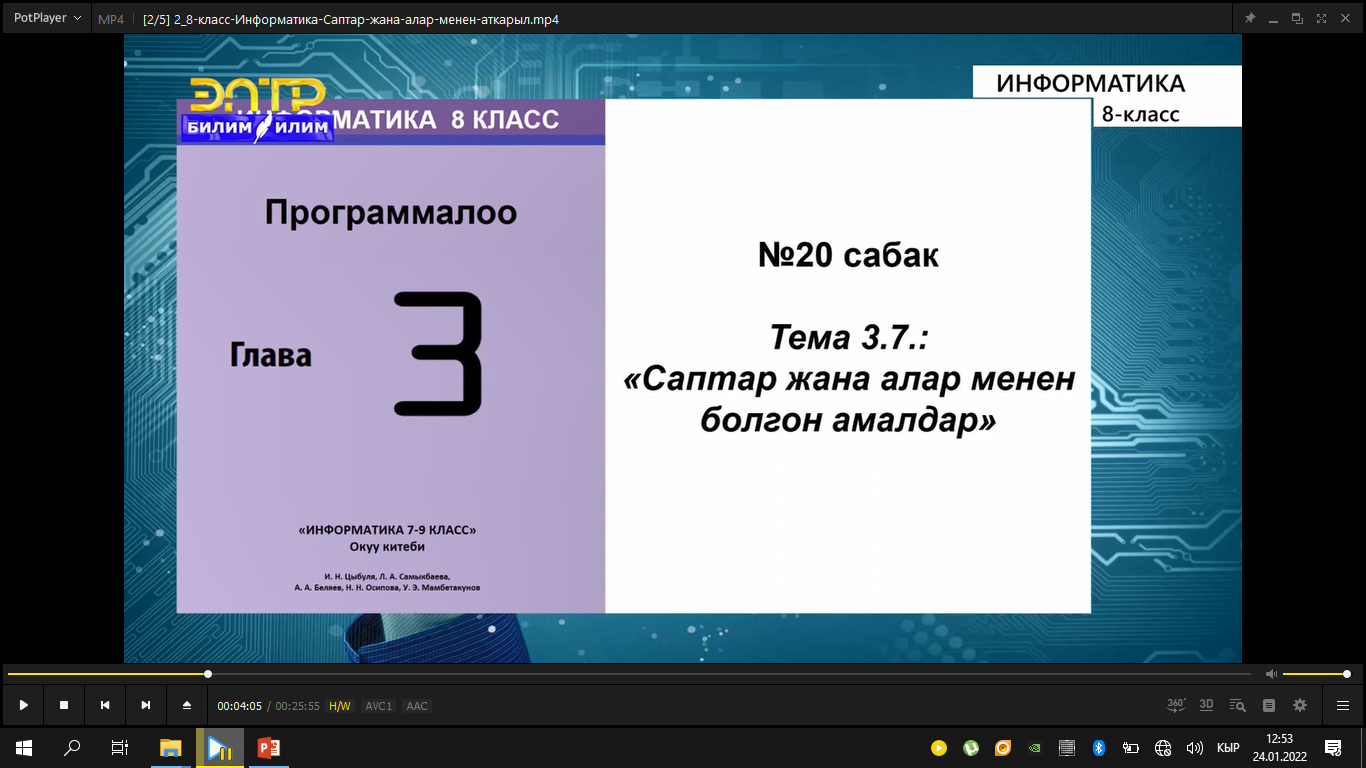 PotPlayer
MP4
[2/5] 2_8-класс-Информатика-Саптар-жана-алар-менен-аткарыл.mp4
ИНФОРМАТИКА
8-класс
ЭЛТР
БИЛИМ ИЛИМ
ИНФОРМАТИКА 8 КЛАСС
Программалоо
Глава
3
«ИНФОРМАТИКА 7-9 КЛАСС»
Окуу китеби
И. Н. Цыбуля, Л. А. Самыкбаева,
А. А. Беляев, Н. Н. Осипова, У. Э. Мамбетакунов
№20 сабак
Тема 3.7.:
«Саптар жана алар менен
болгон амалдар»
00:04:05 / 00:25:55 H/W AVC1 AAC
360° 3D
КЫР
12:53
24.01.2022